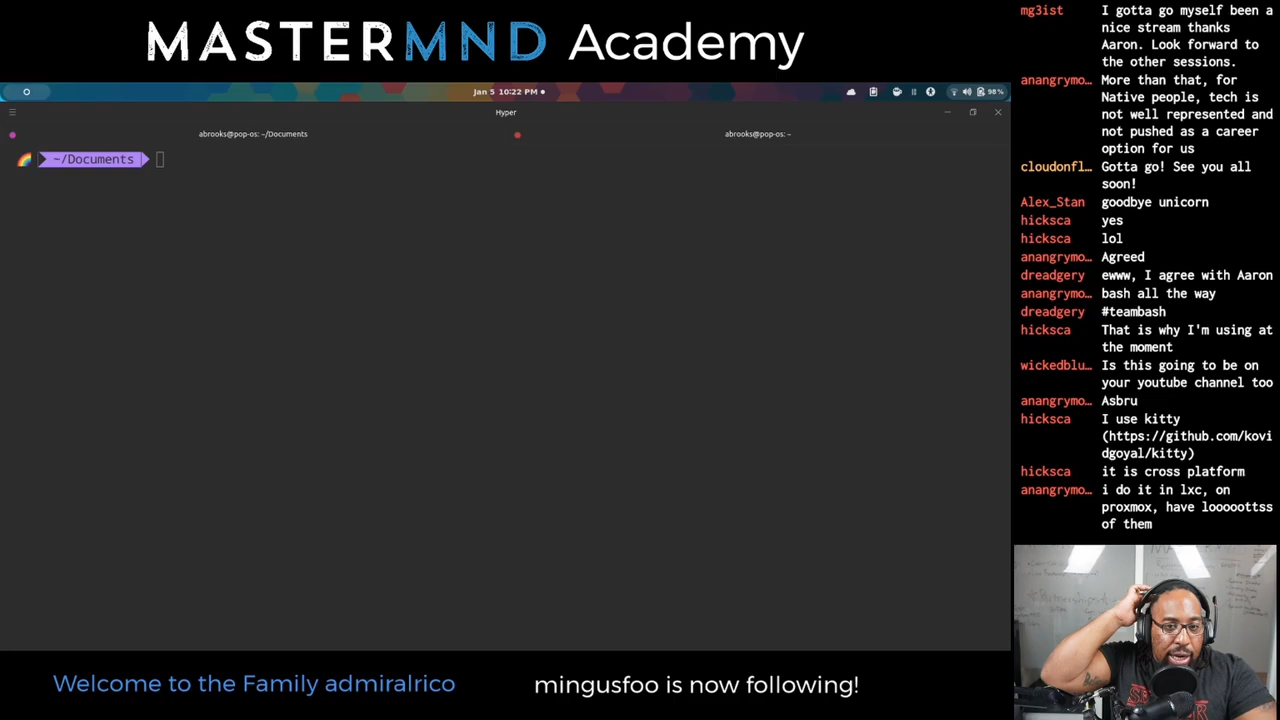 MASTERMND Academy
Jan 5 10:22 PM
98%
Hyper
abrooks@pop-os: ~/Documents
abrooks@pop-os: ~
~/Documents
mg3ist I gotta go myself been a
nice stream thanks
Aaron. Look forward to
the other sessions.
anangrymo… More than that, for
Native people, tech is
not well represented and
not pushed as a career
option for us
cloudonfl… Gotta go! See you all
soon!
Alex_Stan goodbye unicorn
hicksca yes
hicksca lol
anangrymo… Agreed
dreadgery ewww, I agree with Aaron
anangrymo… bash all the way
dreadgery #teambash
hicksca That is why I'm using at
the moment
wickedblu… Is this going to be on
your youtube channel too
anangrymo… Asbru
hicksca I use kitty
(https://github.com/kovi
dgoyal/kitty)
hicksca it is cross platform
anangrymo… i do it in lxc, on
proxmox, have looooottss
of them
Welcome to the Family admiralrico
mingusfoo is now following!